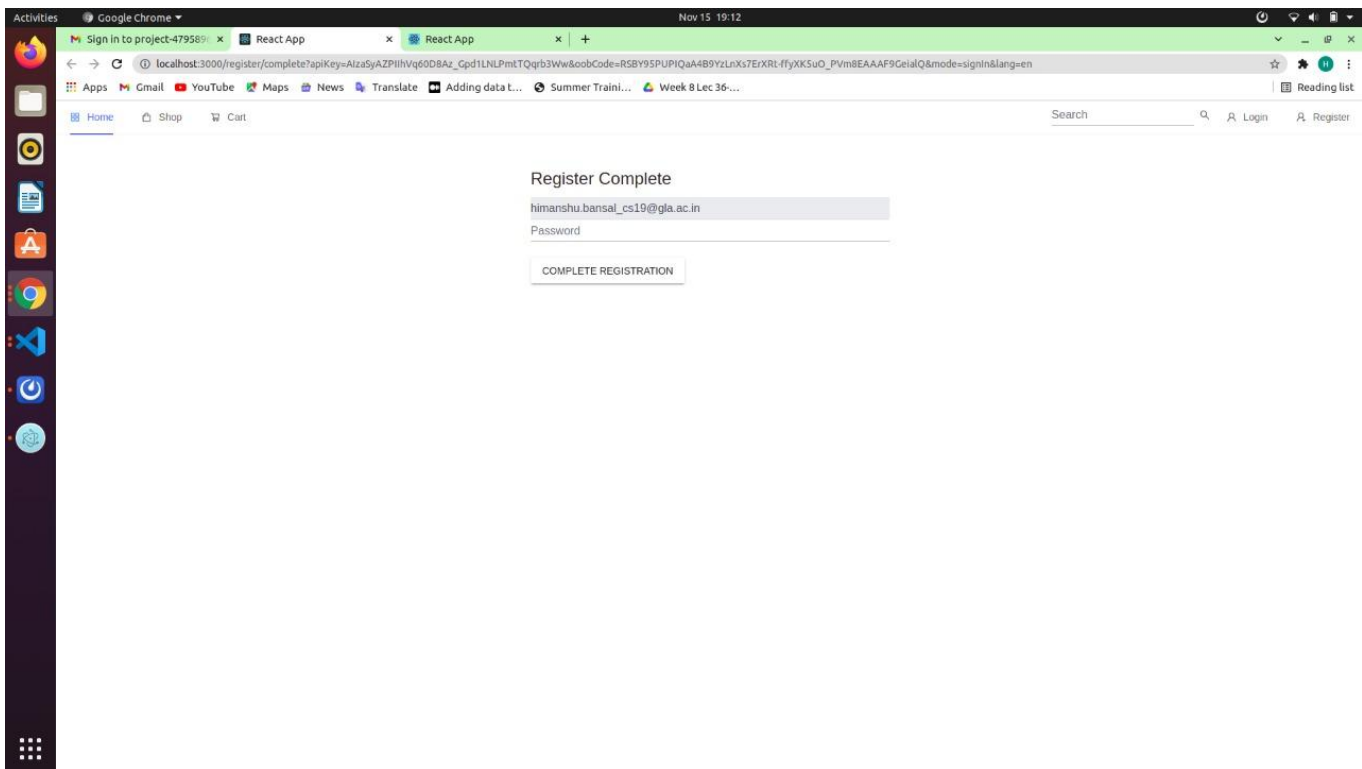 Activities Google Chrome Nov 15 19:12
Sign in to project-479589 React App React App
localhost:3000/register/complete?apiKey=AIzaSyAZPIIhVq60D8Az_Gpd1LNLPmtTQqrb3Ww&oobCode=RSBY95PUPIQaA4B9YzLnXs7ErXRt-ffyXK5uO_PVm8EAAAF9GeialQ&mode=signIn&lang=en
Apps Gmail YouTube Maps News Translate Adding data t... Summer Traini... Week 8 Lec 36-... Reading list
Home Shop Cart Search Login Register
Register Complete
himanshu.bansal_cs19@gla.ac.in
Password
COMPLETE REGISTRATION